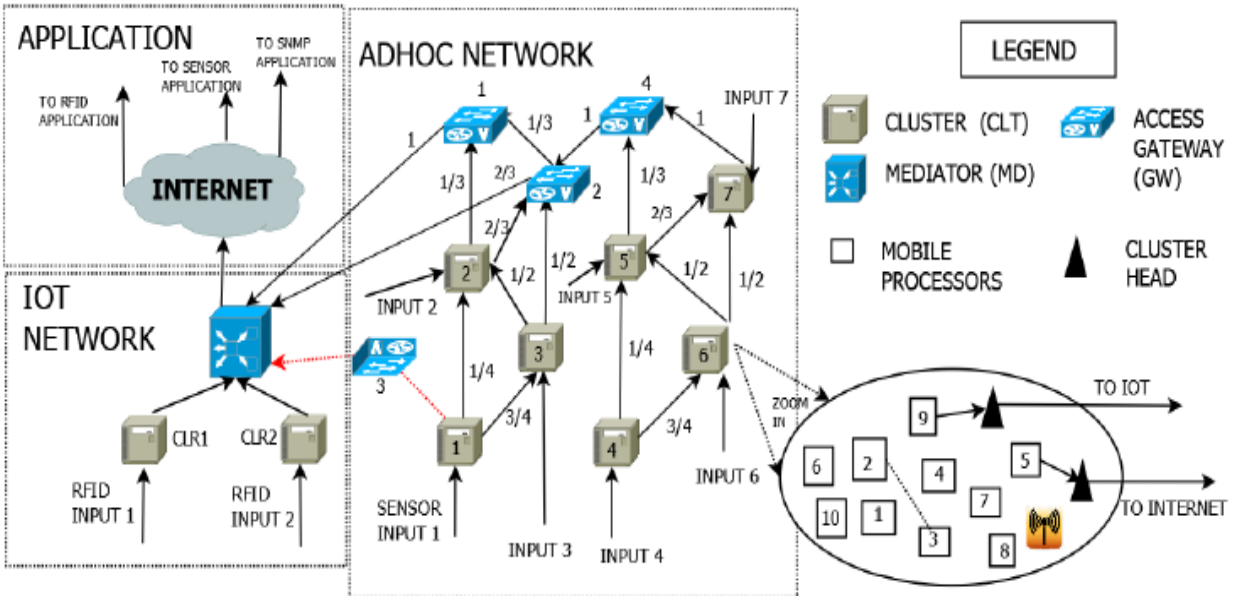 APPLICATION
TO SNMP
APPLICATION
TO SENSOR
APPLICATION
TO RFID
APPLICATION
INTERNET
IOT
NETWORK
CLR1
CLR2
RFID
INPUT 1
RFID
INPUT 2
ADHOC NETWORK
1
4
INPUT 7
1
1/3
1
1
1/3
2/3
2
1/3
7
2/3
2/3
2
1/2
1/2
5
1/2
1/2
INPUT 2
INPUT 5
3
6
1/4
1/4
3
3/4
3/4
1
4
SENSOR
INPUT 1
INPUT 3
INPUT 4
INPUT 6
LEGEND
CLUSTER (CLT)
MEDIATOR (MD)
ACCESS
GATEWAY
(GW)
MOBILE
PROCESSORS
CLUSTER
HEAD
ZOOM
IN
TO IOT
TO INTERNET
9
6
2
4
5
7
10
1
3
8
V
V
V
A